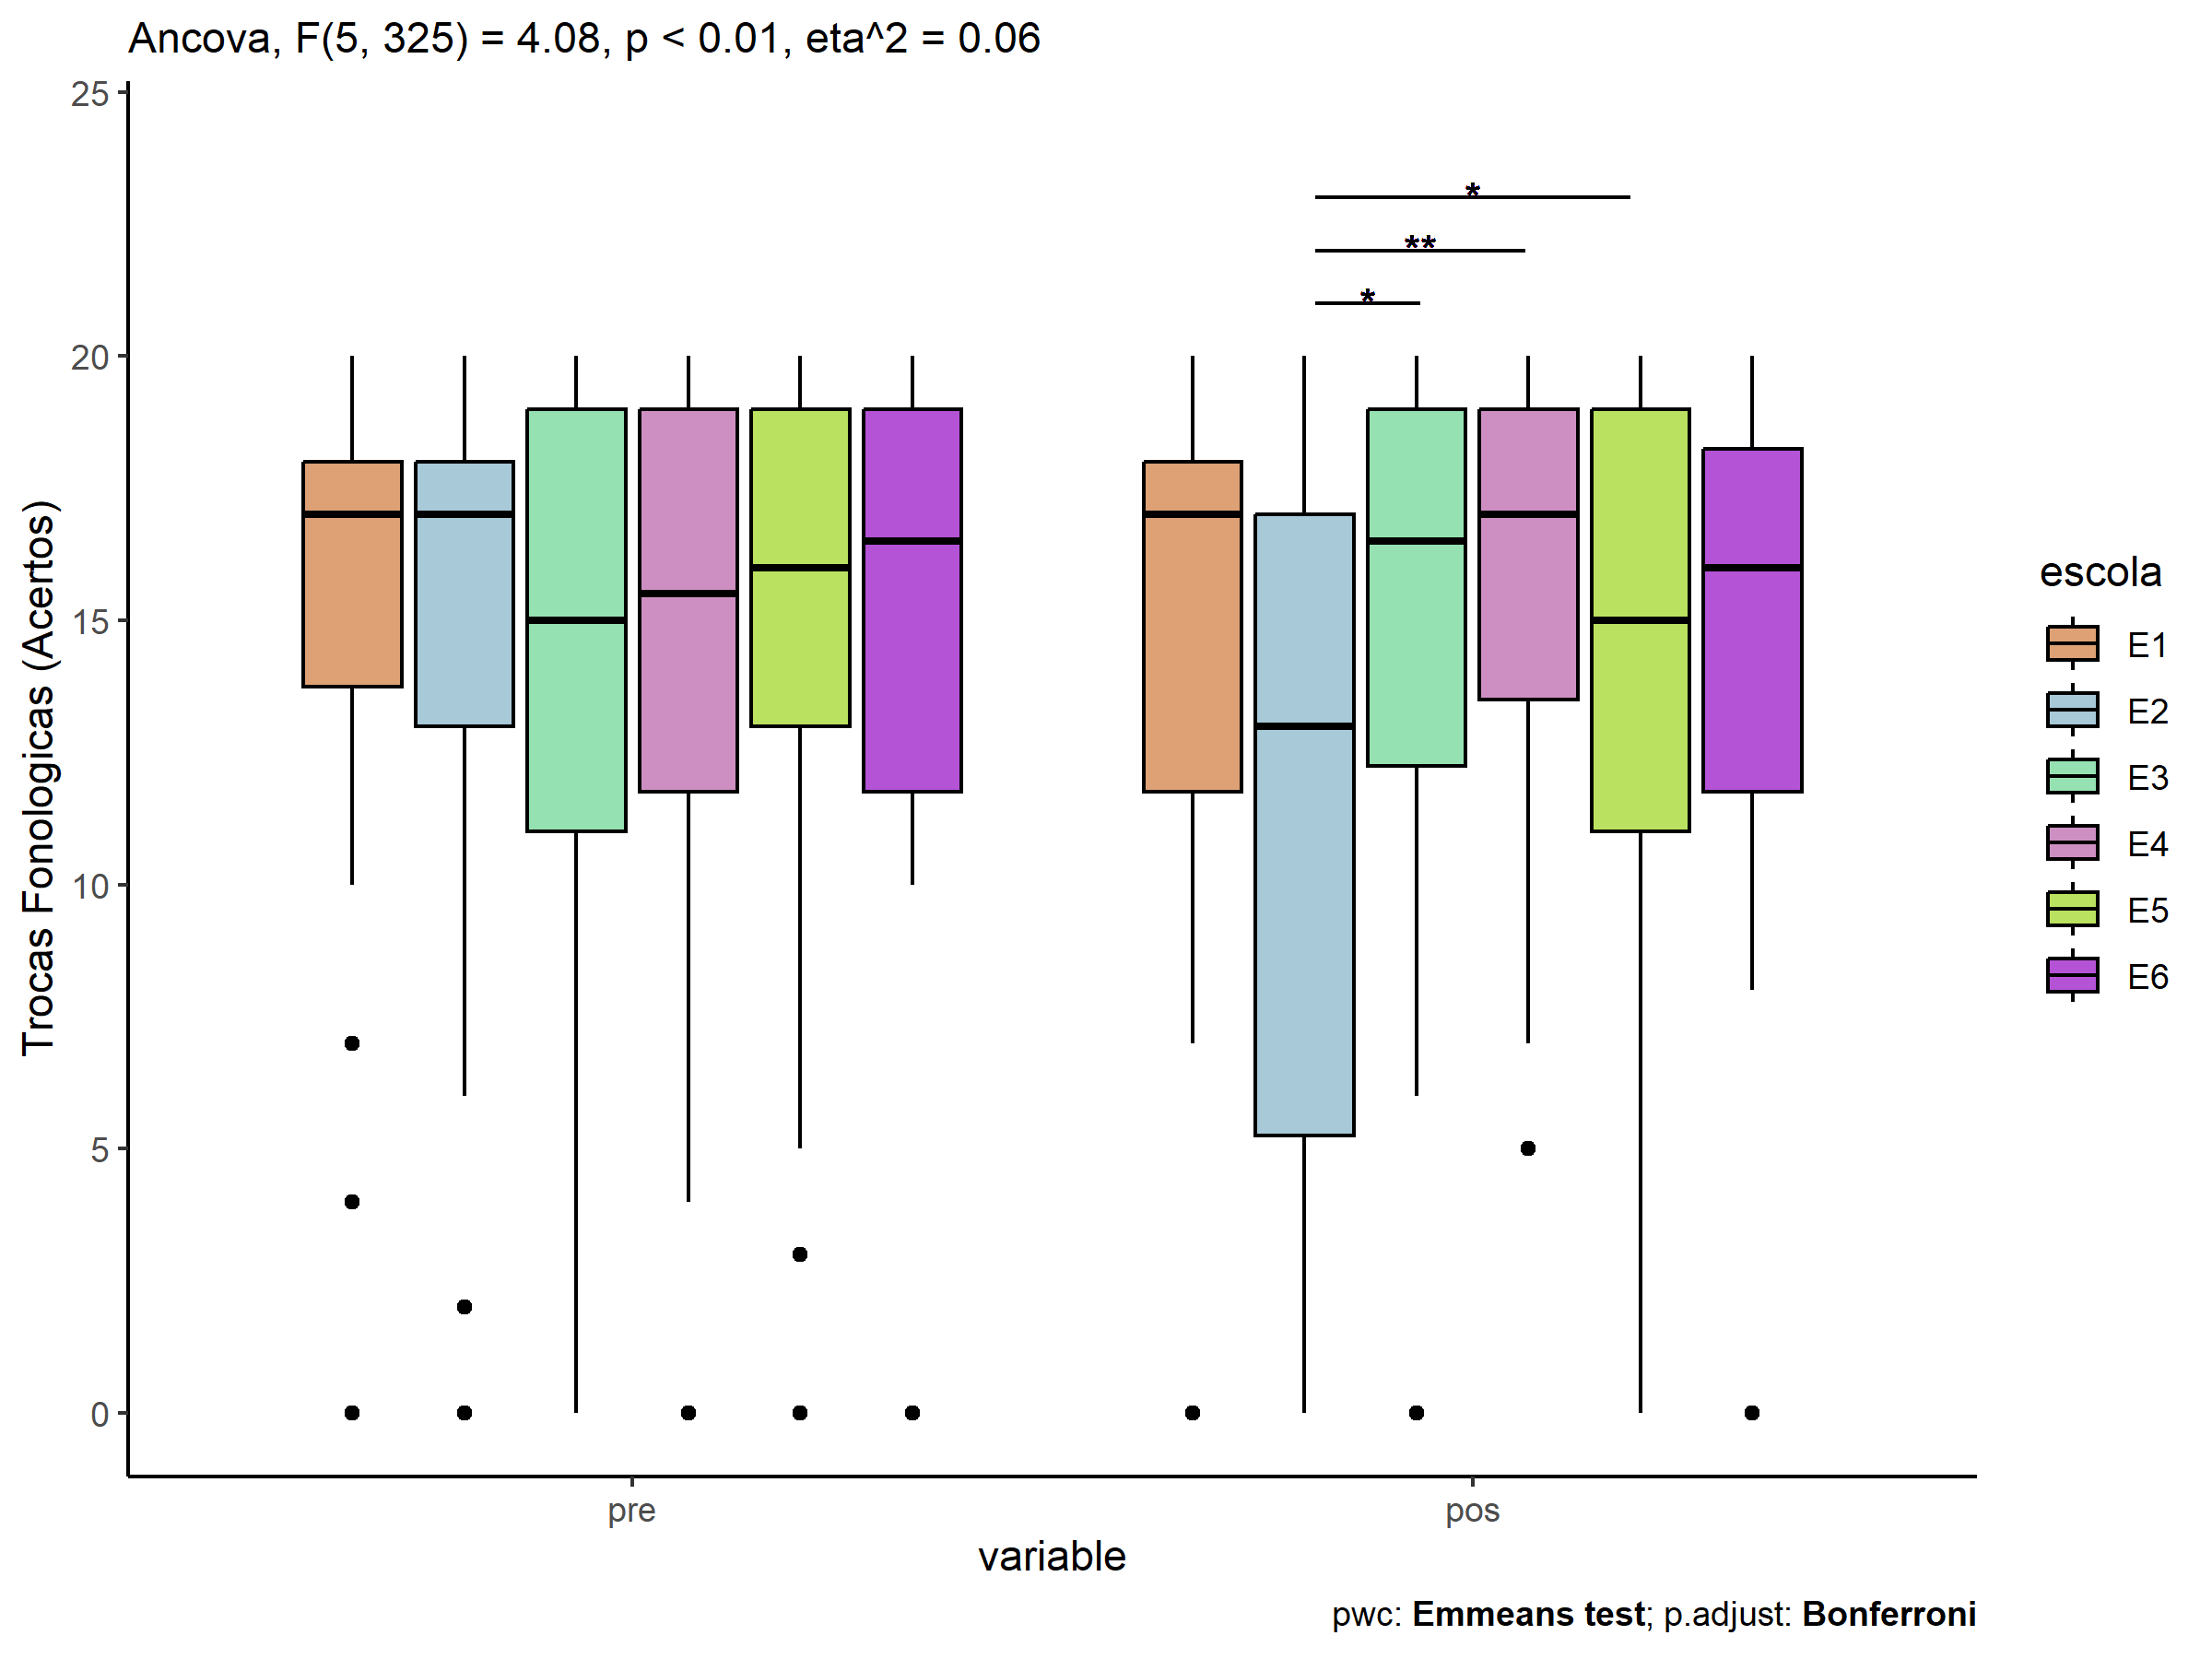 Ancova, F(5, 325) = 4.08, p < 0.01, eta^2 = 0.06
Trocas Fonologicas (Acertos)
25
20
15
10
5
0
*
**
*
pre
pos
variable
escola
E1
E2
E3
E4
E5
E6
pwc: Emmeans test; p.adjust: Bonferroni